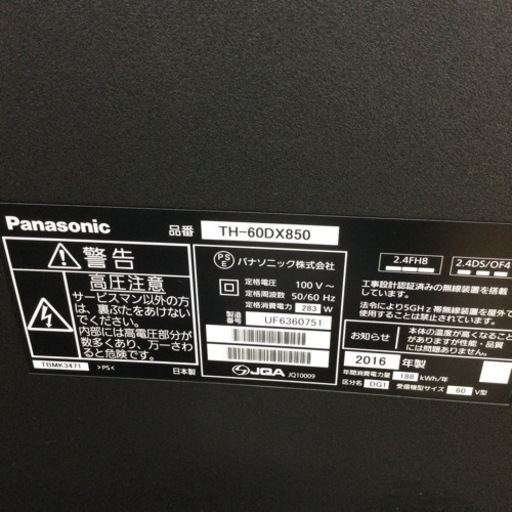 Panasonic 品番 TH-60DX850
警告
高圧注意
サービスマン以外の方は、裏ぶたをあけないでください。
内部には高電圧部分が数多くあり、万一さわると危険です。
TBMK3471 >PS< 日本製
PSE パナソニック株式会社
定格電圧 100 V～
定格周波数 50/60 Hz
定格消費電力 283 W
製造番号 UF6360751
JQA JQ10009
2.4FH8 2.4DS/OF4
工事設計認証済みの無線装置を搭載
しています。
法令により5GHz帯無線装置を屋外で
使用することは禁止されています。
お知らせ 本体の温度が高くなること
がありますが性能・品質
には問題ありません。
2016 年製
年間消費電力量 188 kWh/年
区分名 DG1 受信機型サイズ 60 V型